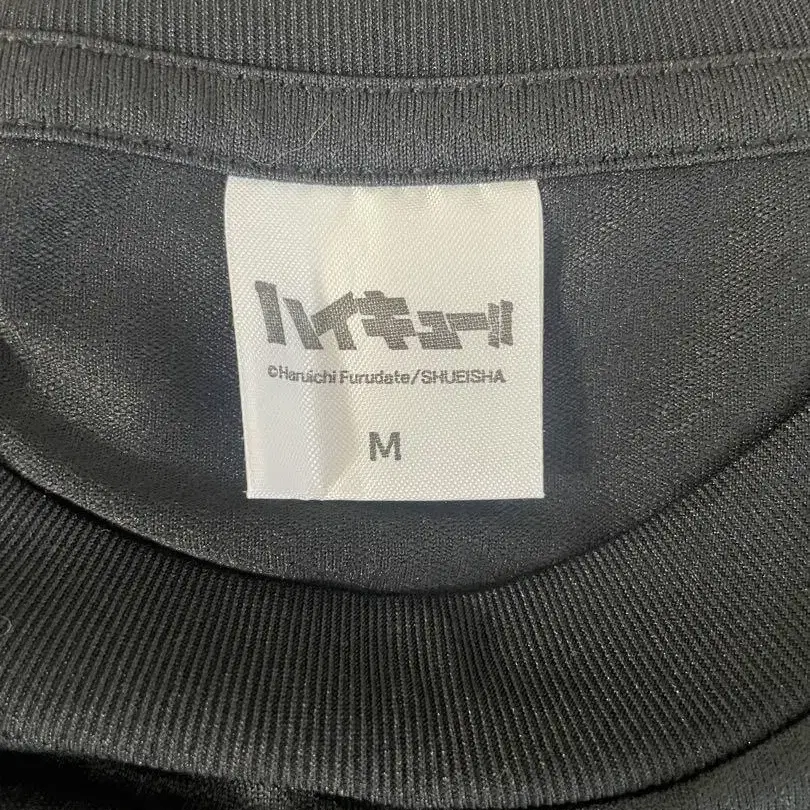 ハイキュー!!
©Haruichi Furudate/SHUEISHA
M